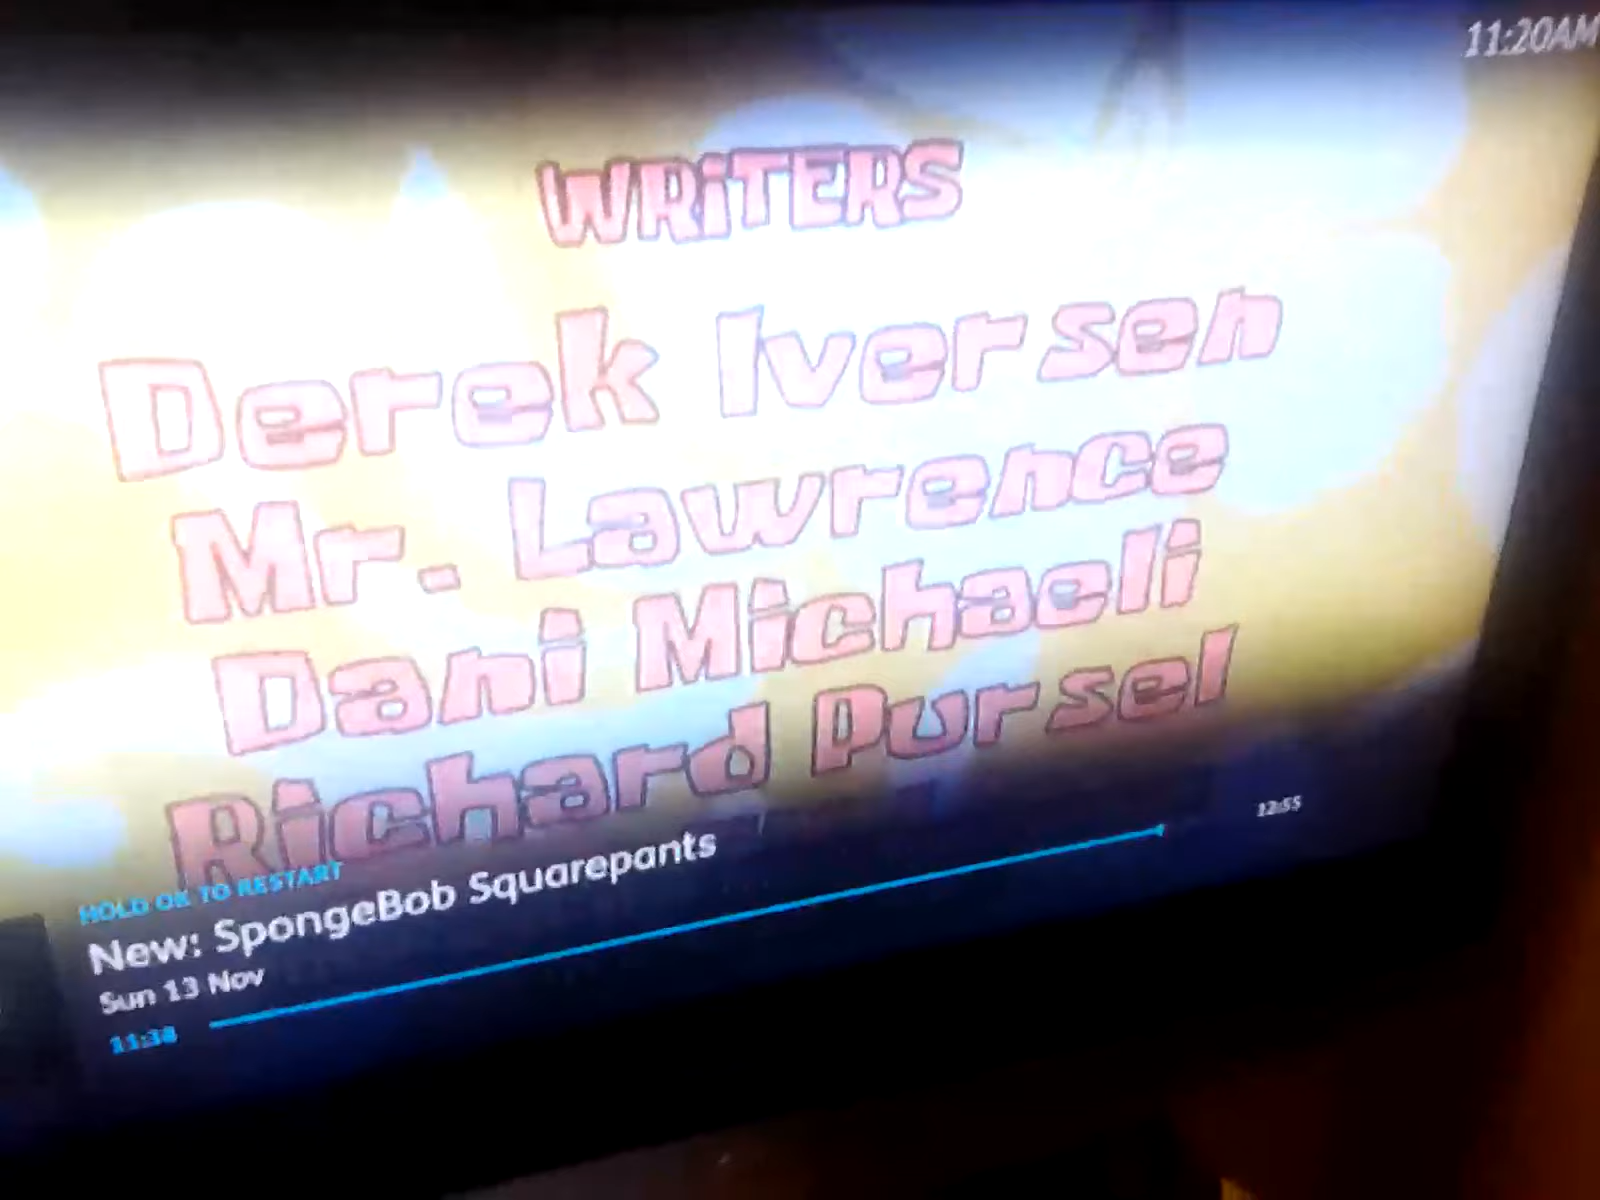 11:20AM
WRiTERS
Derek Iversen
Mr. Lawrence
Dani Michaeli
Richard Pursel
HOLD OK TO RESTART
New: SpongeBob Squarepants
Sun 13 Nov
11:38
12:55